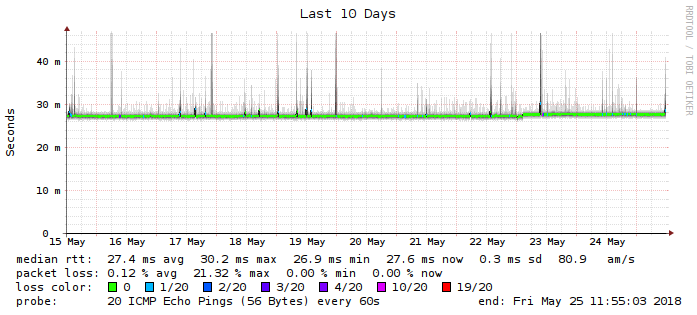 Last 10 Days
RRDTOOL / TOBI OETIKER
Seconds
40 m
30 m
20 m
10 m
0
15 May 16 May 17 May 18 May 19 May 20 May 21 May 22 May 23 May 24 May
median rtt: 27.4 ms avg 30.2 ms max 26.9 ms min 27.6 ms now 0.3 ms sd 80.9 am/s
packet loss: 0.12 % avg 21.32 % max 0.00 % min 0.00 % now
loss color: 0 1/20 2/20 3/20 4/20 10/20 19/20
probe: 20 ICMP Echo Pings (56 Bytes) every 60s end: Fri May 25 11:55:03 2018